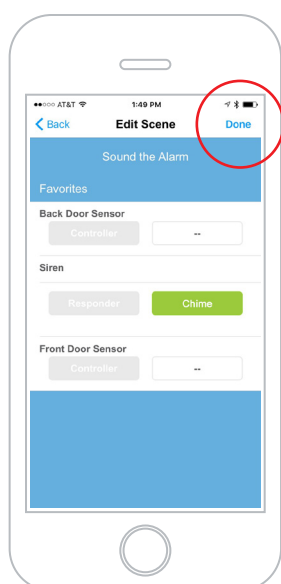 AT&T 1:49 PM
Back Edit Scene Done
Sound the Alarm
Favorites
Back Door Sensor
Controller --
Siren
Responder Chime
Front Door Sensor
Controller --